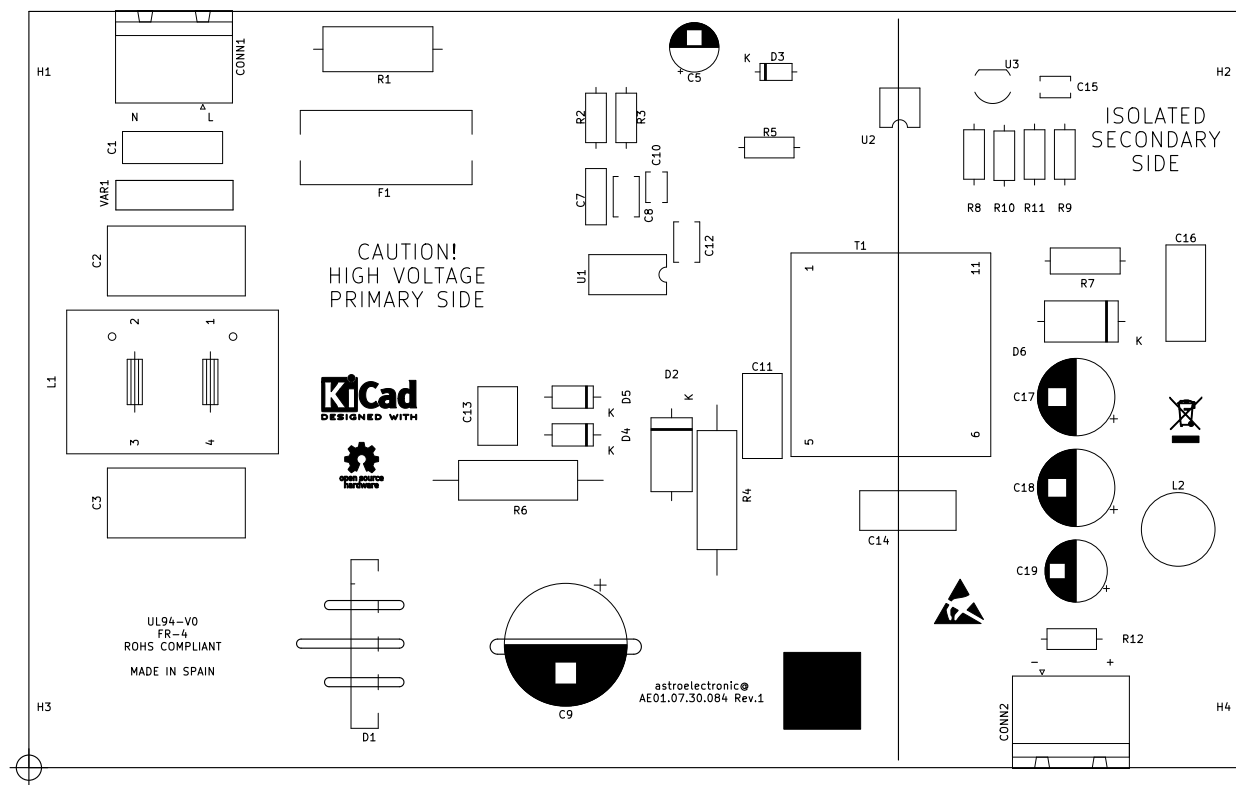 H1
CONN1
N
L
R1
C5
K
D3
U3
C15
H2
ISOLATED
SECONDARY
SIDE
C1
F1
R2
R3
R5
U2
VAR1
C7
C8
C10
C12
R8
R10
R11
R9
C2
CAUTION!
HIGH VOLTAGE
PRIMARY SIDE
U1
T1
1
11
5
6
R7
C16
K
D6
L1
2
1
3
4
KiCad
DESIGNED WITH
open source
hardware
C13
D5
K
D4
K
D2
K
C11
R4
R6
C17
+
C18
+
C19
+
L2
C3
C14
UL94-V0
FR-4
ROHS COMPLIANT
MADE IN SPAIN
D1
+
C9
astroelectronic@
AE01.07.30.084 Rev.1
R12
-
+
CONN2
H3
H4